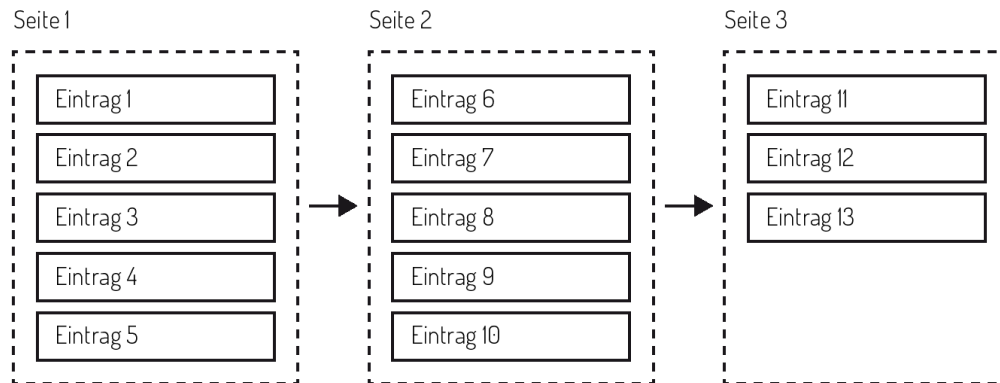 Seite 1
Eintrag 1
Eintrag 2
Eintrag 3
Eintrag 4
Eintrag 5
Seite 2
Eintrag 6
Eintrag 7
Eintrag 8
Eintrag 9
Eintrag 10
Seite 3
Eintrag 11
Eintrag 12
Eintrag 13